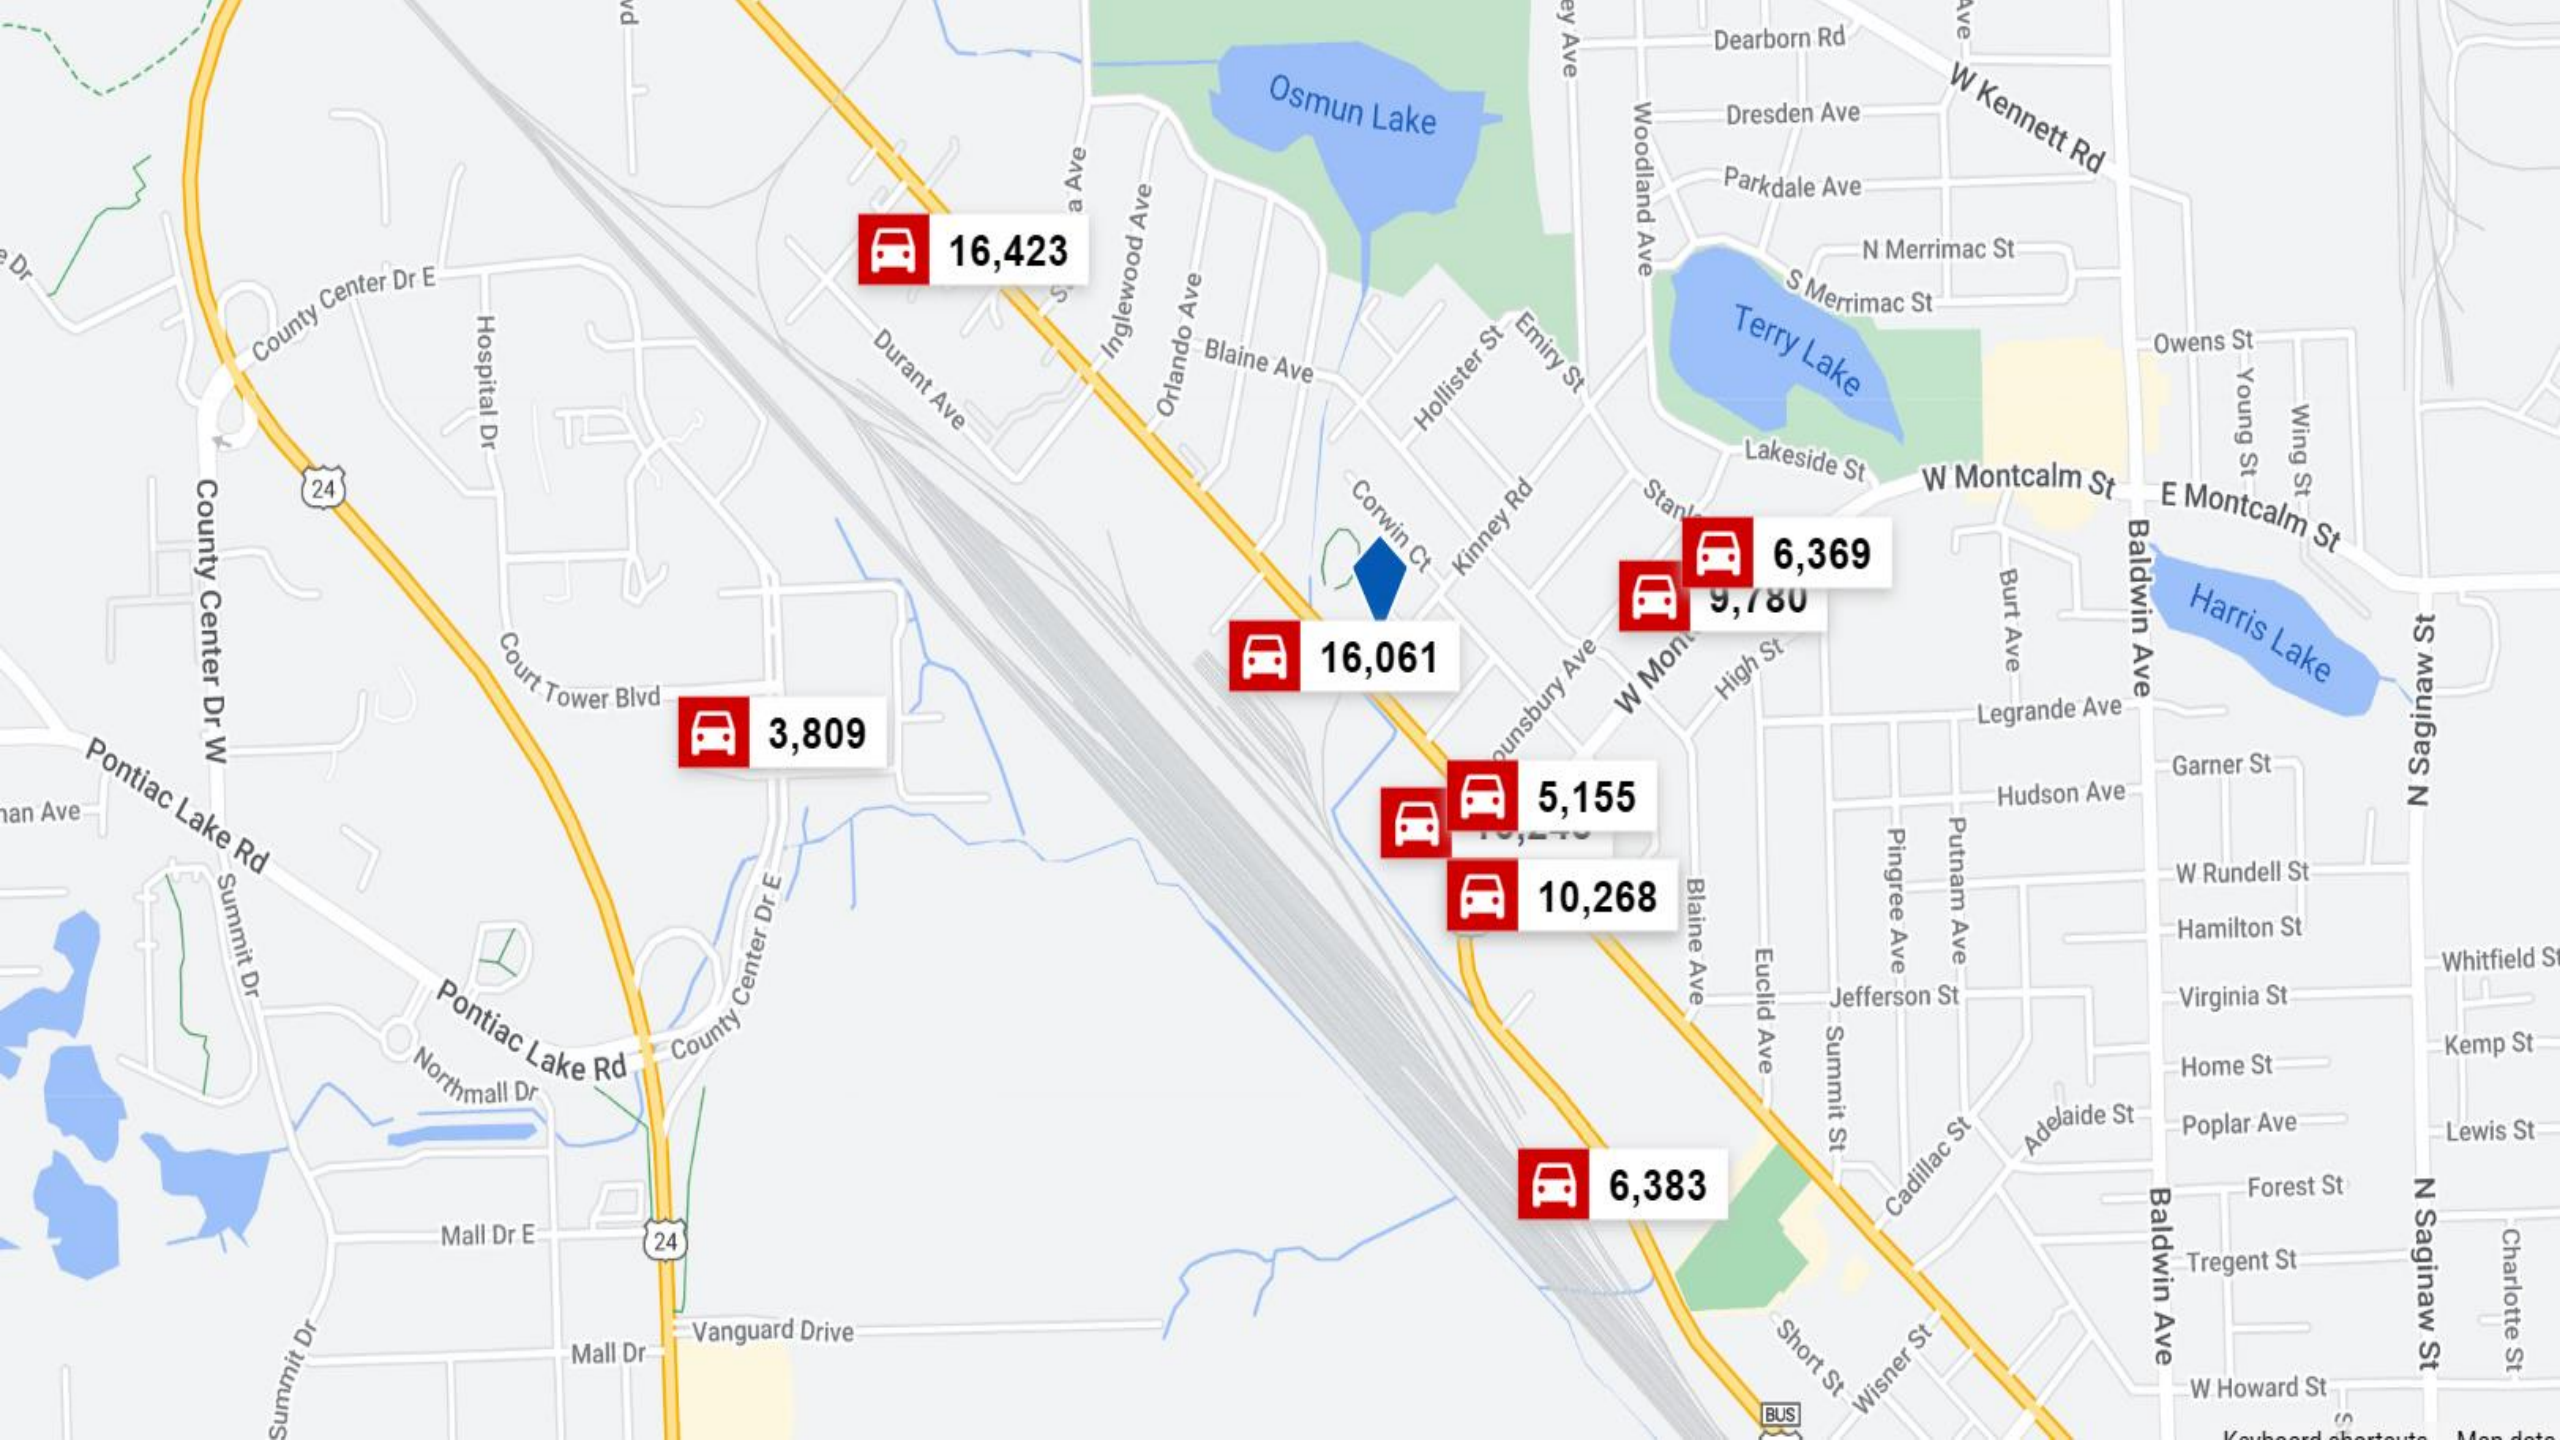 Dearborn Rd
W Kennett Rd
Osmun Lake
Dresden Ave
Woodland Ave
Parkdale Ave
Inglewood Ave
N Merrimac St
16,423
S Merrimac St
County Center Dr E
Hospital Dr
Durant Ave
Orlando Ave
Blaine Ave
Hollister St
Emiry St
Terry Lake
Owens St
Young St
Wing St
24
Corwin Ct
Kinney Rd
Lakeside St
W Montcalm St
E Montcalm St
County Center Dr W
6,369
9,780
Baldwin Ave
Burt Ave
Harris Lake
N Saginaw St
Court Tower Blvd
16,061
High St
3,809
Legrande Ave
Pontiac Lake Rd
5,155
Garner St
Hudson Ave
10,268
Blaine Ave
Pingree Ave
Putnam Ave
W Rundell St
Hamilton St
Summit Dr
County Center Dr E
Euclid Ave
Whitfield St
Jefferson St
Virginia St
Pontiac Lake Rd
Northmall Dr
Summit St
Kemp St
Home St
Adelaide St
Poplar Ave
Lewis St
Cadillac St
6,383
Forest St
Mall Dr E
24
Baldwin Ave
N Saginaw St
Tregent St
Charlotte St
Vanguard Drive
Mall Dr
Summit Dr
Short St
Wisner St
W Howard St
BUS